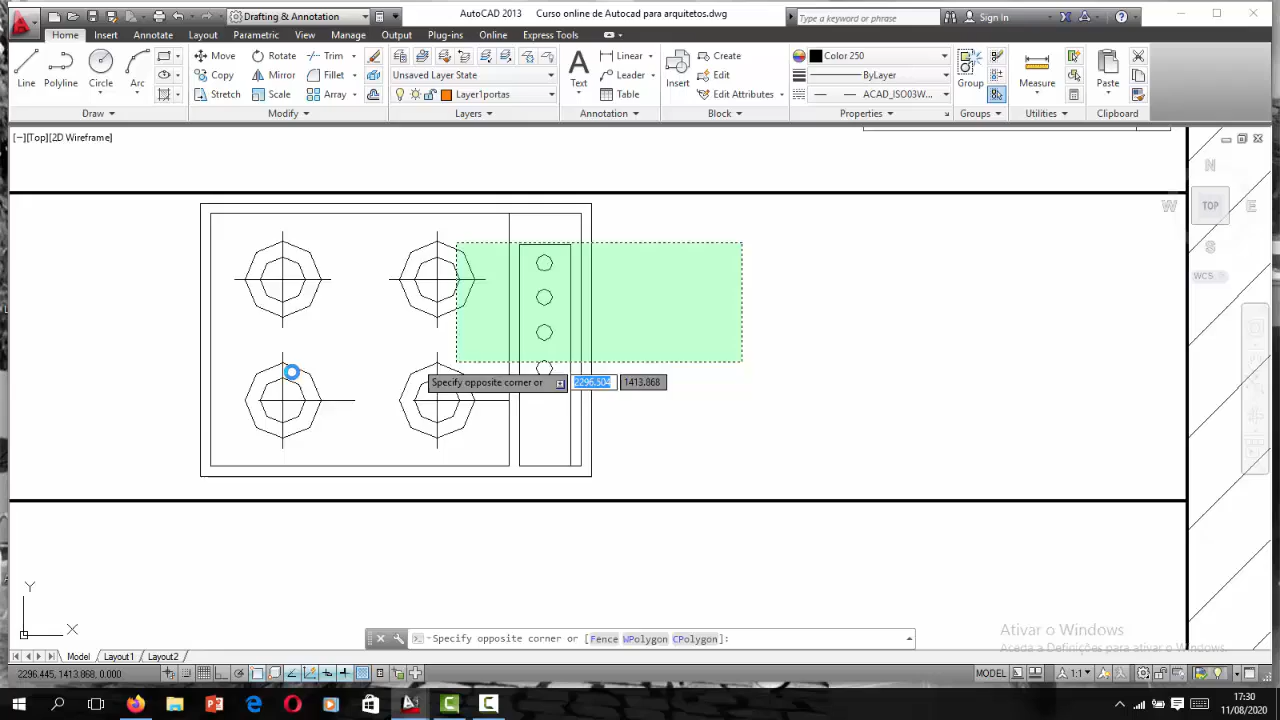 Drafting & Annotation
AutoCAD 2013
Curso online de Autocad para arquitetos.dwg
Type a keyword or phrase
Sign In
Home
Insert
Annotate
Layout
Parametric
View
Manage
Output
Plug-ins
Online
Express Tools
Line
Polyline
Circle
Arc
Move
Rotate
Trim
Copy
Mirror
Fillet
Stretch
Scale
Array
Unsaved Layer State
Layer1portas
Text
Linear
Leader
Table
Insert
Create
Edit
Edit Attributes
Color 250
ByLayer
ACAD_ISO03W...
Group
Measure
Paste
Draw
Modify
Layers
Annotation
Block
Properties
Groups
Utilities
Clipboard
[−][Top][2D Wireframe]
N
W
TOP
E
S
WCS
Specify opposite corner or
2296.504
1413.868
Y
X
Specify opposite corner or [Fence WPolygon CPolygon]:
Ativar o Windows
Aceda a Definições para ativar o Windows.
Model
Layout1
Layout2
2296.445, 1413.868, 0.000
MODEL
1:1
17:30
11/08/2020